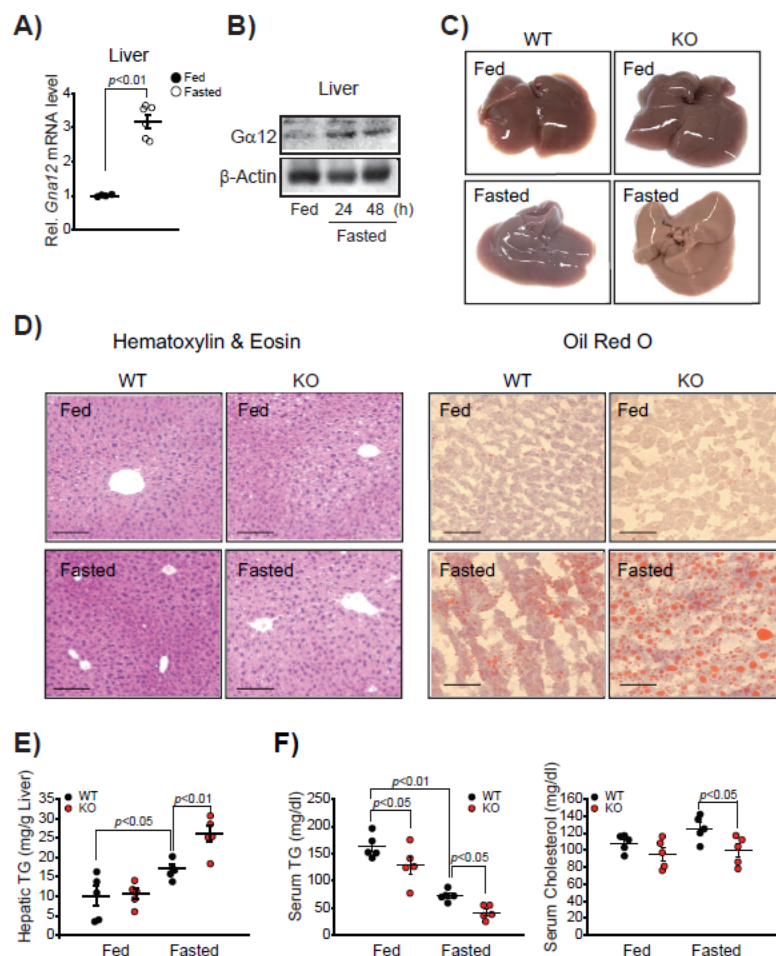 A)
Liver
p<0.01
Fed
Fasted
Rel. Gna12 mRNA level
4
3
2
1
0
B)
Liver
Gα12
β-Actin
Fed 24 48 (h)
Fasted
C)
WT KO
Fed Fed
Fasted Fasted
D)
Hematoxylin & Eosin Oil Red O
WT KO WT KO
Fed Fed Fed Fed
Fasted Fasted Fasted Fasted
E)
Hepatic TG (mg/g Liver)
35
30
25
20
15
10
5
0
WT
KO
p<0.05
p<0.01
Fed Fasted
F)
Serum TG (mg/dl)
250
200
150
100
50
0
p<0.01
WT
KO
p<0.05
p<0.05
Fed Fasted
Serum Cholesterol (mg/dl)
160
140
120
100
80
60
40
20
0
WT
KO
p<0.05
Fed Fasted